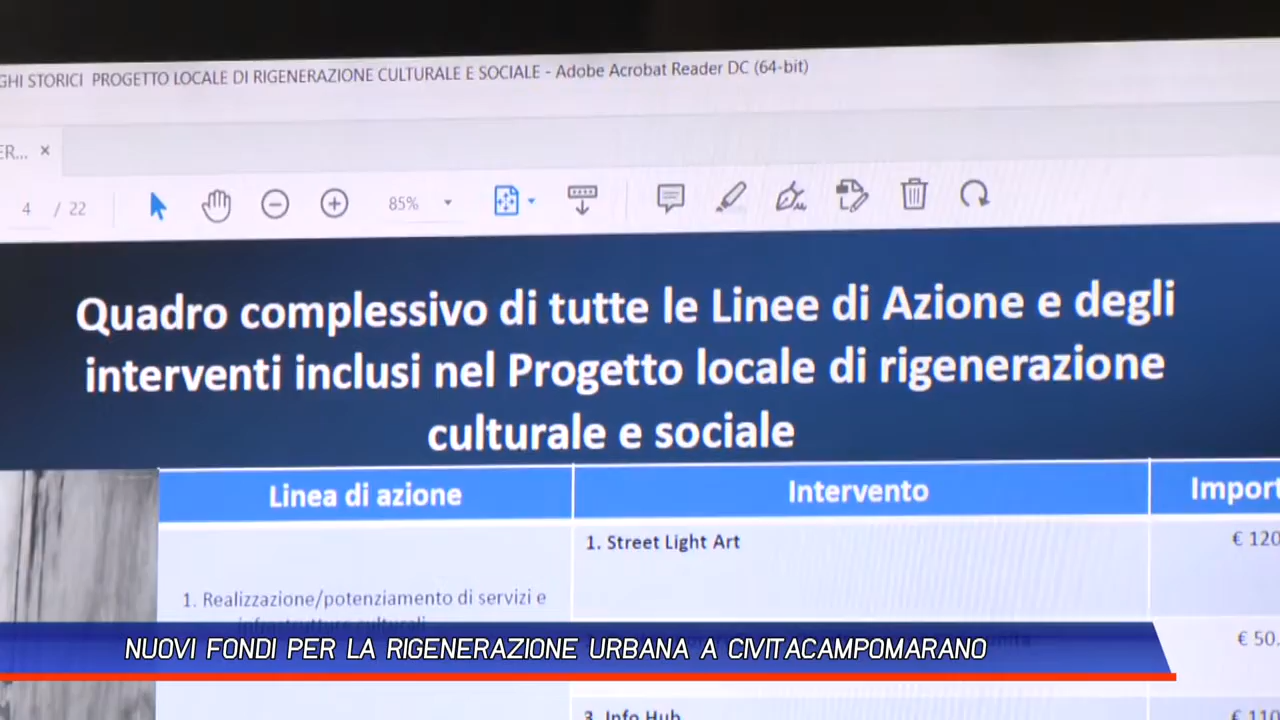 GHI STORICI PROGETTO LOCALE DI RIGENERAZIONE CULTURALE E SOCIALE - Adobe Acrobat Reader DC (64-bit)
ER... ×
4 / 22
85%
Quadro complessivo di tutte le Linee di Azione e degli
interventi inclusi nel Progetto locale di rigenerazione
culturale e sociale
Linea di azione
Intervento
Import
1. Street Light Art
€ 120
1. Realizzazione/potenziamento di servizi e
infrastrutture culturali
€ 50.
NUOVI FONDI PER LA RIGENERAZIONE URBANA A CIVITACAMPOMARANO
3. Info Hub
€ 110